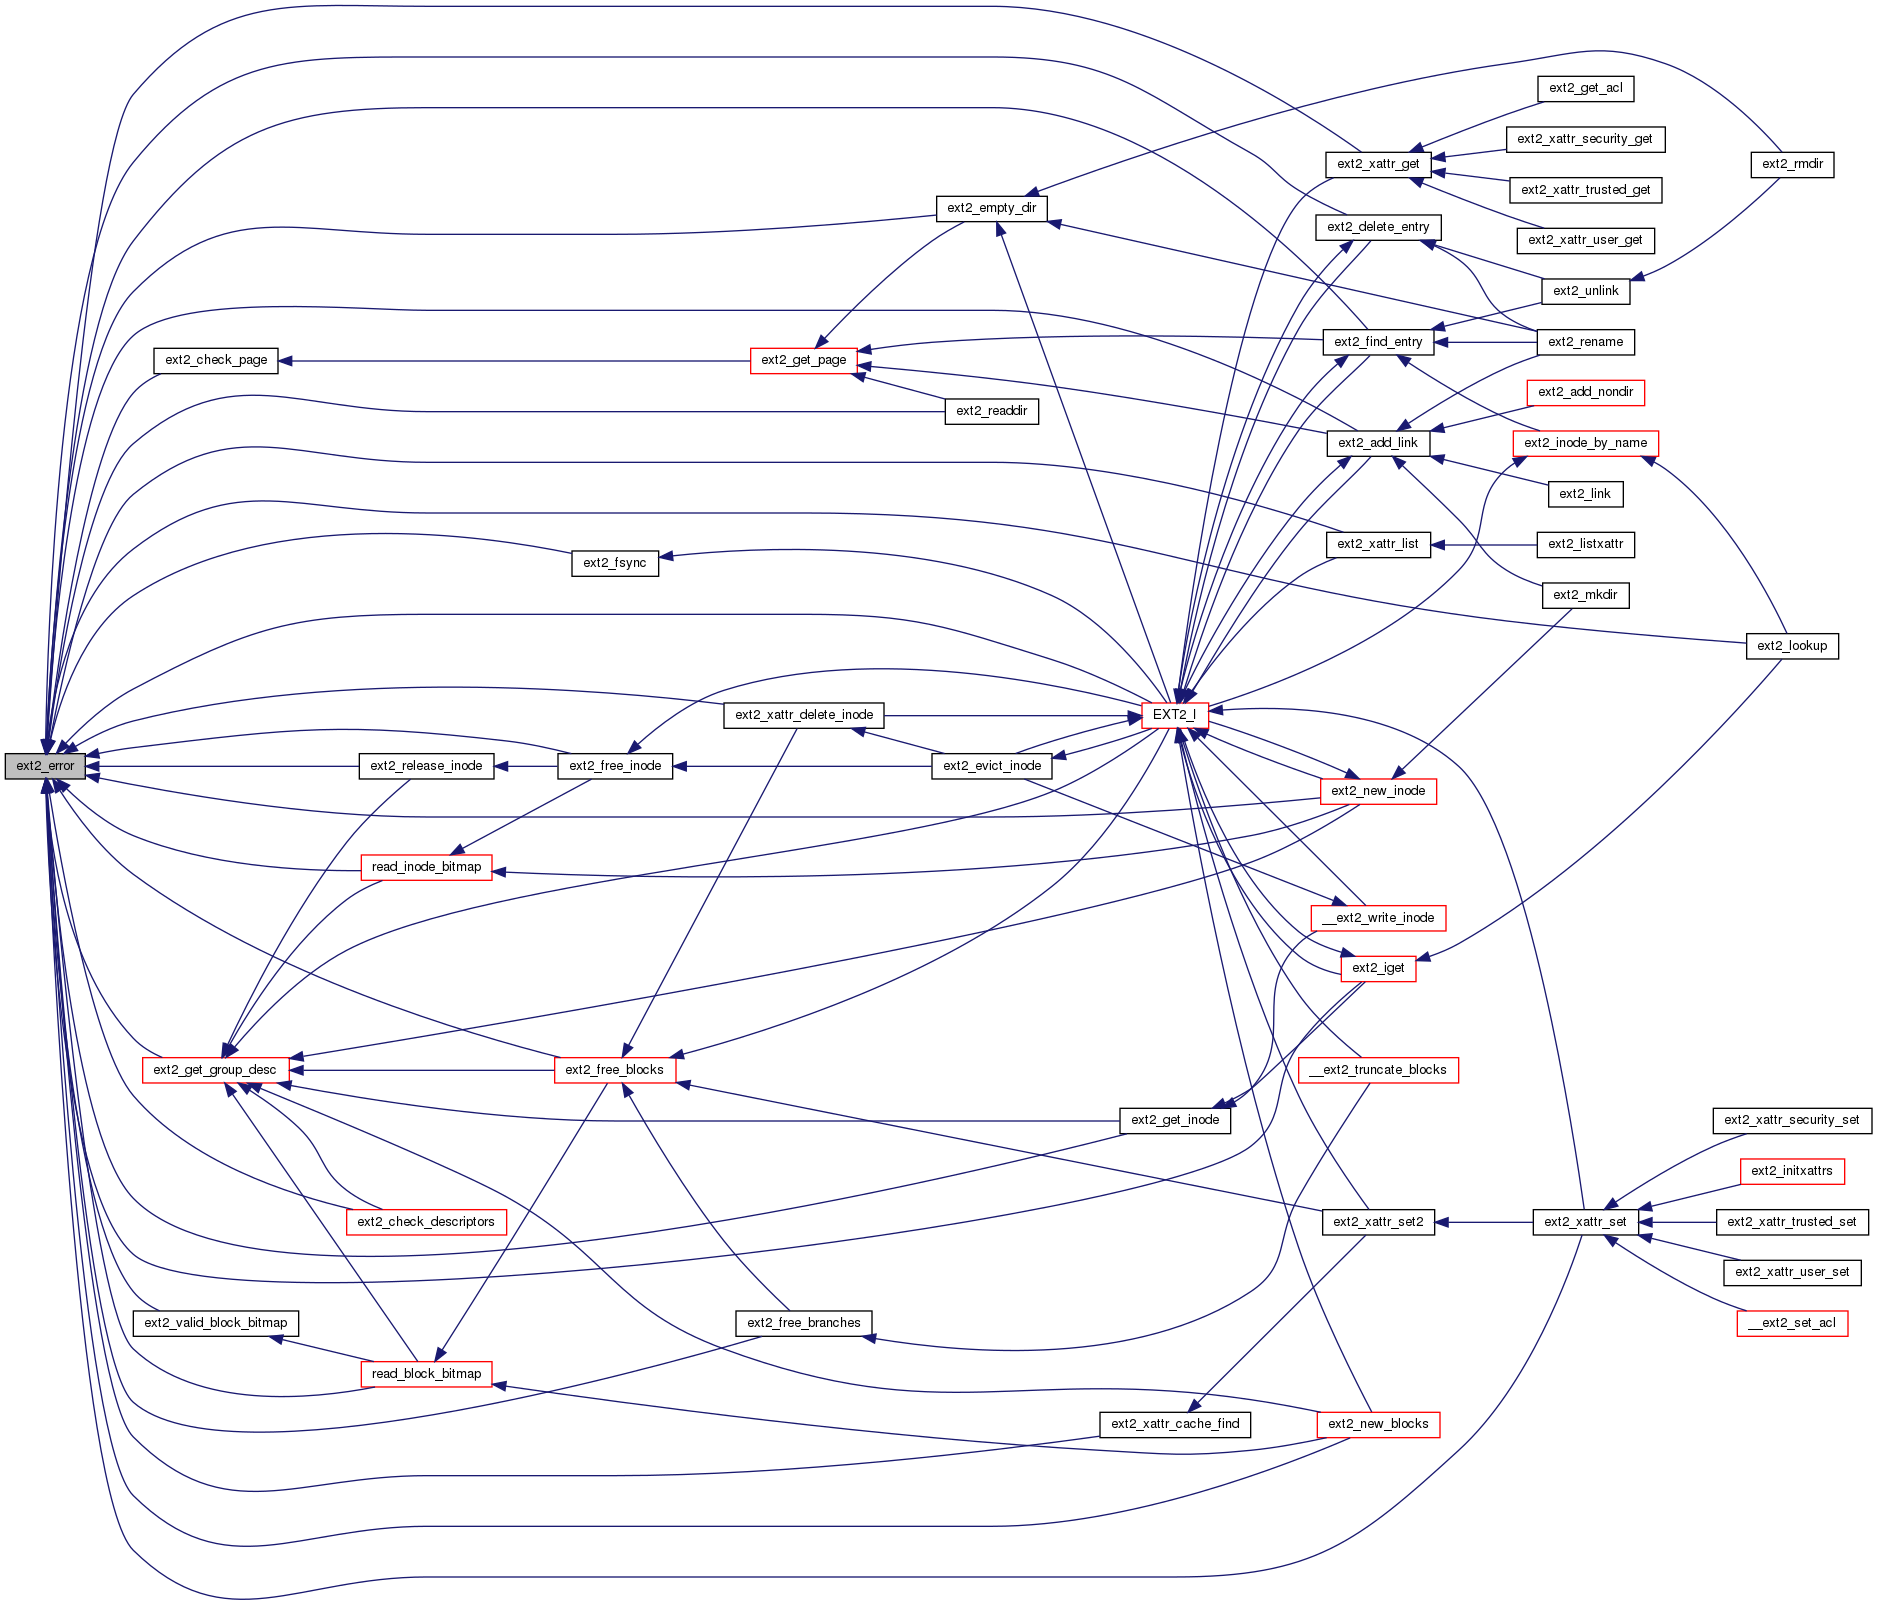 ext2_get_acl
ext2_xattr_security_get
ext2_xattr_get
ext2_rmdir
ext2_xattr_trusted_get
ext2_empty_dir
ext2_delete_entry
ext2_xattr_user_get
ext2_unlink
ext2_find_entry
ext2_rename
ext2_check_page
ext2_get_page
ext2_add_nondir
ext2_readdir
ext2_add_link
ext2_inode_by_name
ext2_link
ext2_xattr_list
ext2_listxattr
ext2_fsync
ext2_mkdir
ext2_lookup
ext2_xattr_delete_inode
EXT2_I
ext2_error
ext2_release_inode
ext2_free_inode
ext2_evict_inode
ext2_new_inode
read_inode_bitmap
__ext2_write_inode
ext2_iget
ext2_get_group_desc
ext2_free_blocks
__ext2_truncate_blocks
ext2_get_inode
ext2_xattr_security_set
ext2_initxattrs
ext2_check_descriptors
ext2_xattr_set2
ext2_xattr_set
ext2_xattr_trusted_set
ext2_xattr_user_set
ext2_valid_block_bitmap
ext2_free_branches
__ext2_set_acl
read_block_bitmap
ext2_xattr_cache_find
ext2_new_blocks